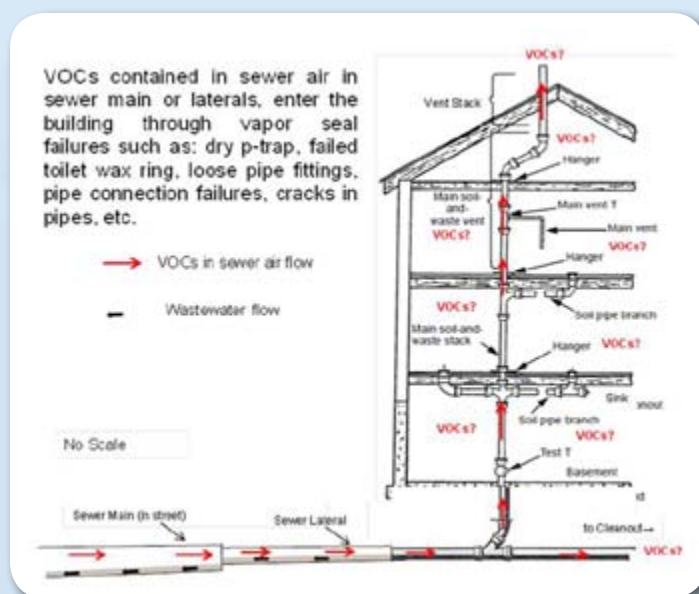 VOCs contained in sewer air in
sewer main or laterals, enter the
building through vapor seal
failures such as: dry p-trap, failed
toilet wax ring, loose pipe fittings,
pipe connection failures, cracks in
pipes, etc.
VOCs in sewer air flow
Wastewater flow
No Scale
VOCs?
Vent Stack
VOCs?
Hanger
Main soil-
and-
waste vent
Main vent T
Main vent
VOCs?
VOCs?
Hanger
VOCs?
Soil pipe branch
Main soil-and-
waste stack
Hanger
VOCs?
Sink
onout
Soil pipe branch
VOCs?
VOCs?
Test T
Basement
Sewer Main (in street)
Sewer Lateral
to Cleanout
VOCs?